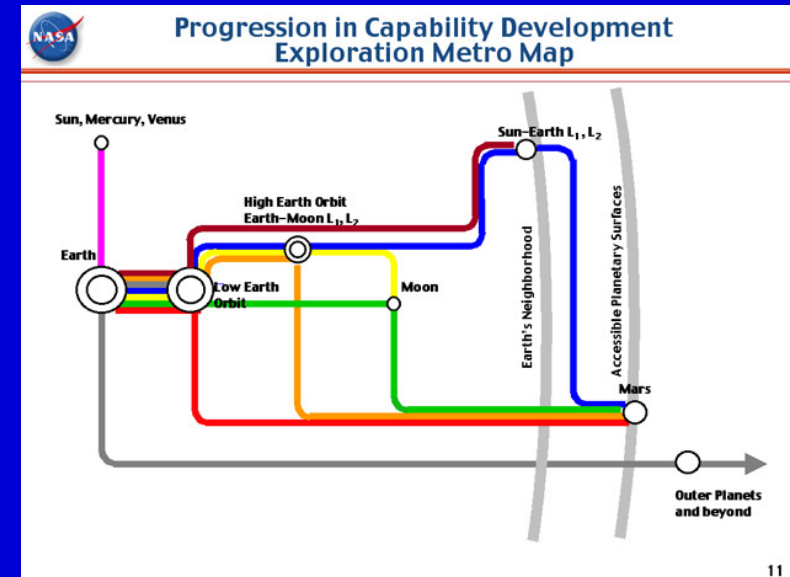 NASA
Progression in Capability Development
Exploration Metro Map
Sun, Mercury, Venus
Sun-Earth L₁, L₂
High Earth Orbit
Earth-Moon L₁, L₂
Earth
Low Earth
Orbit
Moon
Earth's Neighborhood
Accessible Planetary Surfaces
Mars
Outer Planets
and beyond
11